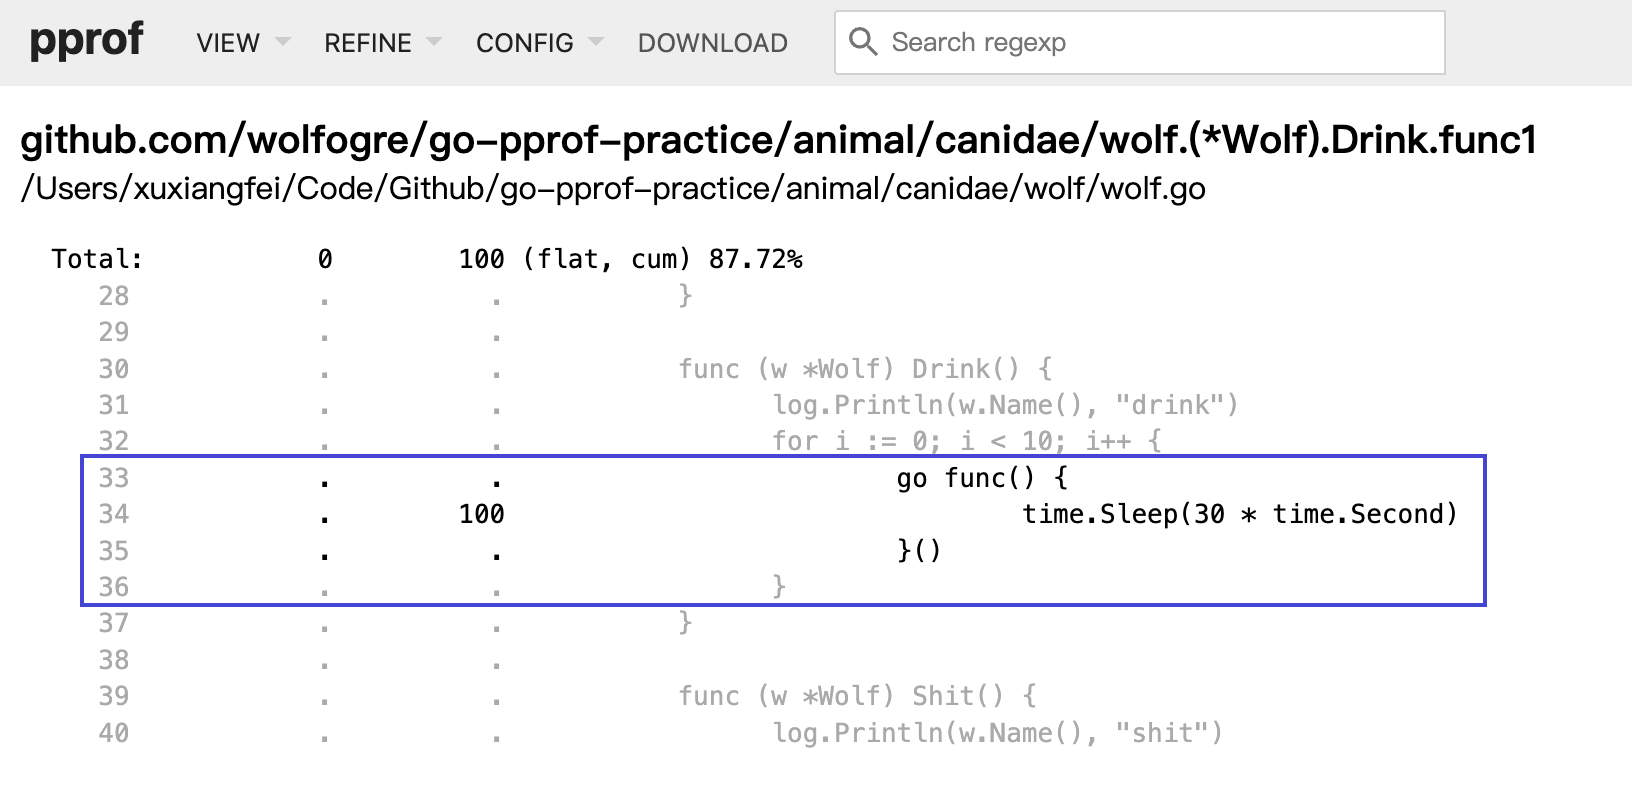 pprof VIEW REFINE CONFIG DOWNLOAD Search regexp
github.com/wolfogre/go-pprof-practice/animal/canidae/wolf.(*Wolf).Drink.func1
/Users/xuxiangfei/Code/Github/go-pprof-practice/animal/canidae/wolf/wolf.go
Total: 0 100 (flat, cum) 87.72%
28 . . }
29 . .
30 . . func (w *Wolf) Drink() {
31 . . log.Println(w.Name(), "drink")
32 . . for i := 0; i < 10; i++ {
33 . . go func() {
34 . 100 time.Sleep(30 * time.Second)
35 . . }()
36 . . }
37 . . }
38 . .
39 . . func (w *Wolf) Shit() {
40 . . log.Println(w.Name(), "shit")